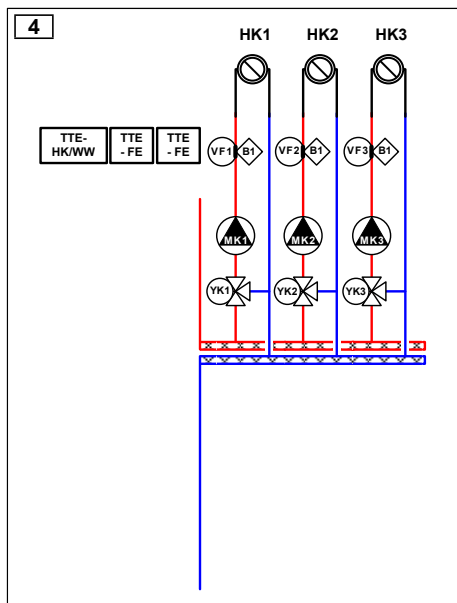 4
HK1 HK2 HK3
TTE-
HK/WW
TTE
- FE
TTE
- FE
VF1 B1 VF2 B1 VF3 B1
MK1 MK2 MK3
YK1 YK2 YK3